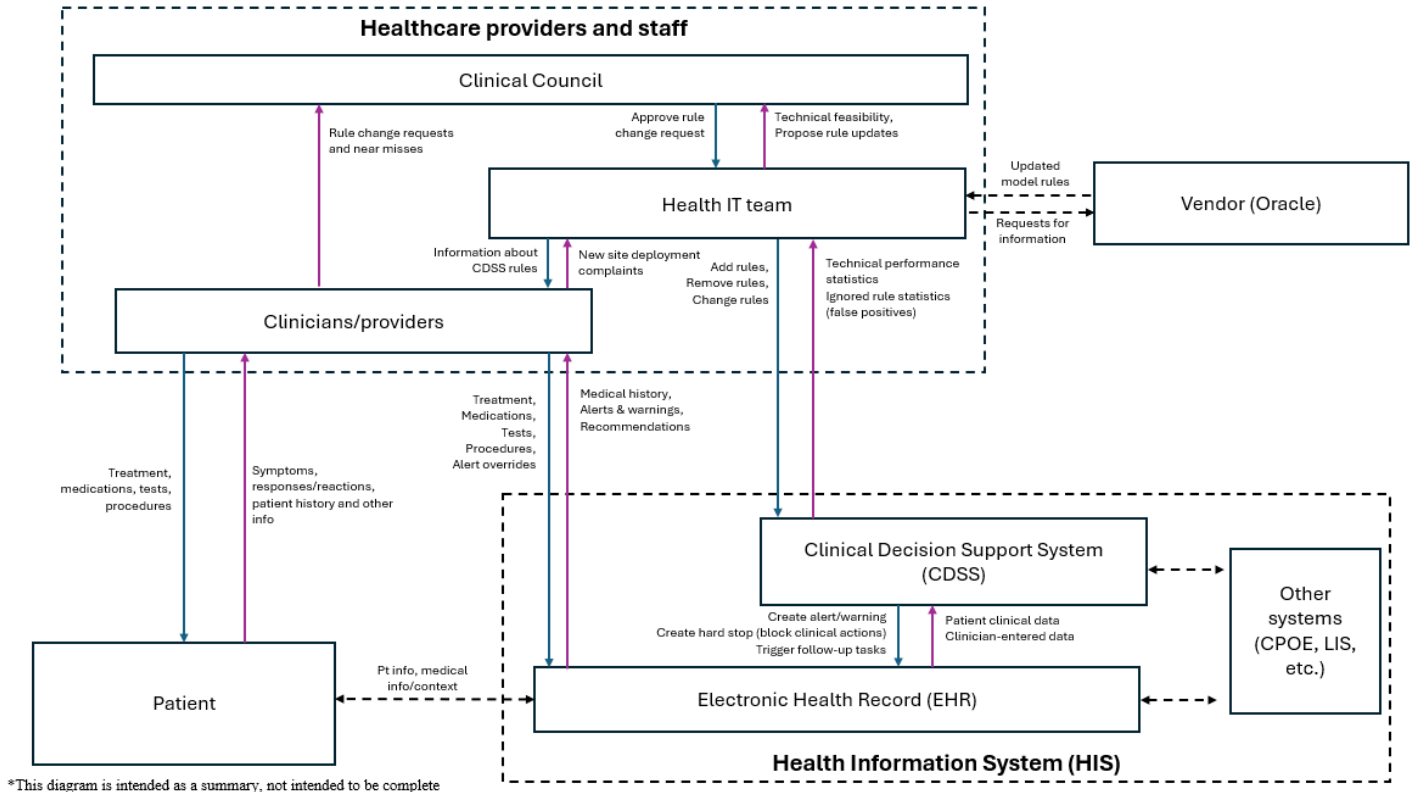 Healthcare providers and staff
Clinical Council
Rule change requests
and near misses
Approve rule
change request
Technical feasibility,
Propose rule updates
Health IT team
Updated
model rules
Requests for
information
Vendor (Oracle)
Information about
CDSS rules
New site deployment
complaints
Add rules,
Remove rules,
Change rules
Technical performance
statistics
Ignored rule statistics
(false positives)
Clinicians/providers
Treatment,
medications, tests,
procedures
Symptoms,
responses/reactions,
patient history and other
info
Treatment,
Medications,
Tests,
Procedures,
Alert overrides
Medical history,
Alerts & warnings,
Recommendations
Clinical Decision Support System
(CDSS)
Other
systems
(CPOE, LIS,
etc.)
Create alert/warning
Create hard stop (block clinical actions)
Trigger follow-up tasks
Patient clinical data
Clinician-entered data
Patient
Pt info, medical
info/context
Electronic Health Record (EHR)
Health Information System (HIS)
*This diagram is intended as a summary, not intended to be complete